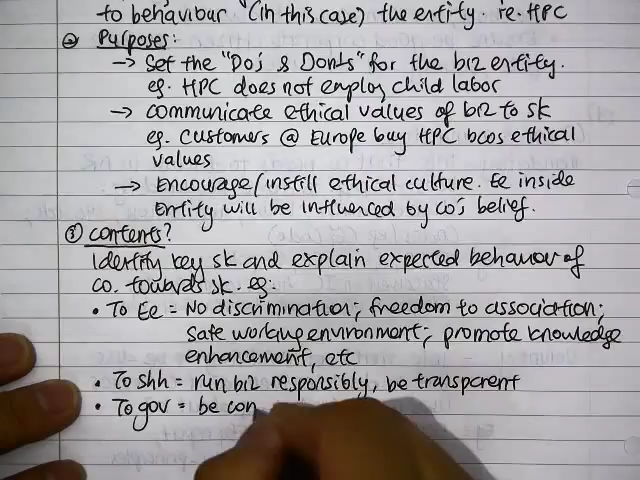 to behaviour (in this case) the entity. ie. HPC
② Purposes:
→ Set the "Do's & Donts" for the biz entity.
eg. HPC does not employ child labor
→ communicate ethical values of biz to sk
eg. Customers @ Europe buy HPC bcos ethical
values
→ Encourage/instill ethical culture. Ee inside
Entity will be influenced by co's belief.
③ contents?
Identify key sk and explain expected behavior of
co. towards sk. eg:
• To Ee = No discrimination; freedom to association;
safe working environment; promote knowledge
enhancement, etc
• To shh = run biz responsibly, be transparent
• To gov = be con